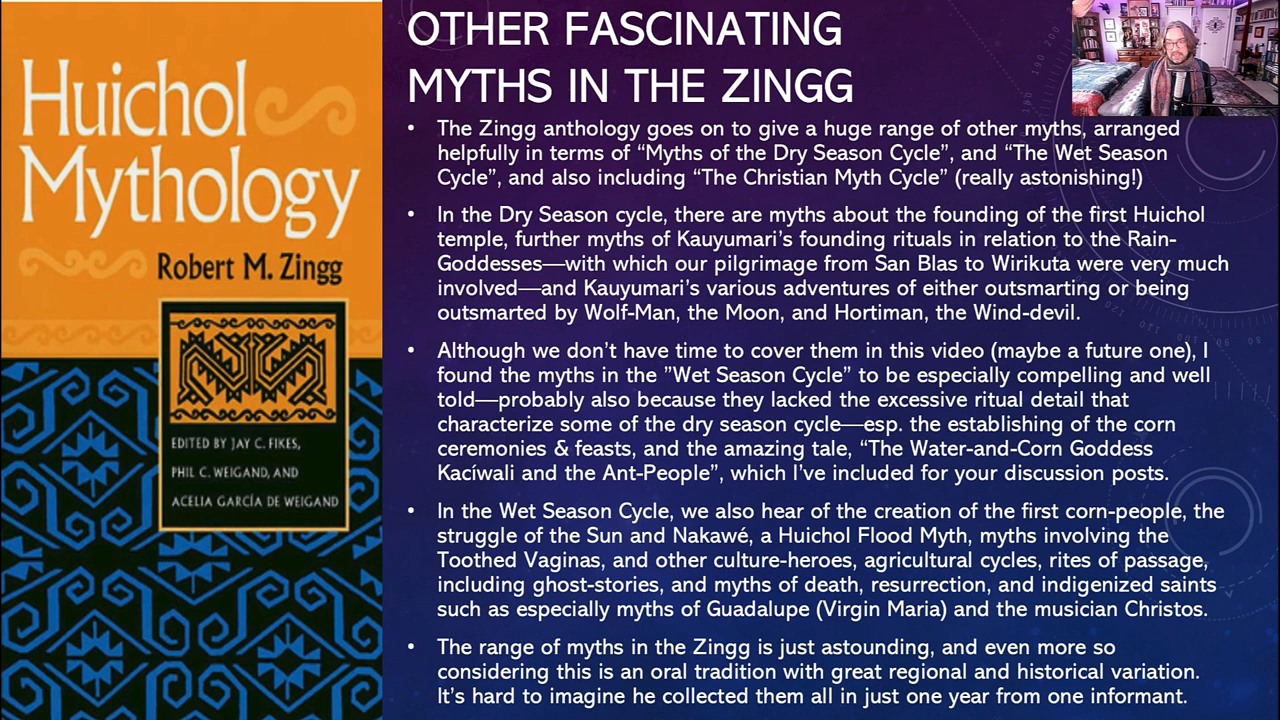 Huichol
Mythology
Robert M. Zingg
EDITED BY JAY C. FIKES,
PHIL C. WEIGAND, AND
ACELIA GARCÍA DE WEIGAND
OTHER FASCINATING
MYTHS IN THE ZINGG
• The Zingg anthology goes on to give a huge range of other myths, arranged
helpfully in terms of “Myths of the Dry Season Cycle”, and “The Wet Season
Cycle”, and also including “The Christian Myth Cycle” (really astonishing!)
• In the Dry Season cycle, there are myths about the founding of the first Huichol
temple, further myths of Kauyumari’s founding rituals in relation to the Rain-
Goddesses—with which our pilgrimage from San Blas to Wirikuta were very much
involved—and Kauyumari’s various adventures of either outsmarting or being
outsmarted by Wolf-Man, the Moon, and Hortiman, the Wind-devil.
• Although we don’t have time to cover them in this video (maybe a future one), I
found the myths in the ”Wet Season Cycle” to be especially compelling and well
told—probably also because they lacked the excessive ritual detail that
characterize some of the dry season cycle—esp. the establishing of the corn
ceremonies & feasts, and the amazing tale, “The Water-and-Corn Goddess
Kacíwali and the Ant-People”, which I’ve included for your discussion posts.
• In the Wet Season Cycle, we also hear of the creation of the first corn-people, the
struggle of the Sun and Nakawé, a Huichol Flood Myth, myths involving the
Toothed Vaginas, and other culture-heroes, agricultural cycles, rites of passage,
including ghost-stories, and myths of death, resurrection, and indigenized saints
such as especially myths of Guadalupe (Virgin Maria) and the musician Christos.
• The range of myths in the Zingg is just astounding, and even more so
considering this is an oral tradition with great regional and historical variation.
It’s hard to imagine he collected them all in just one year from one informant.